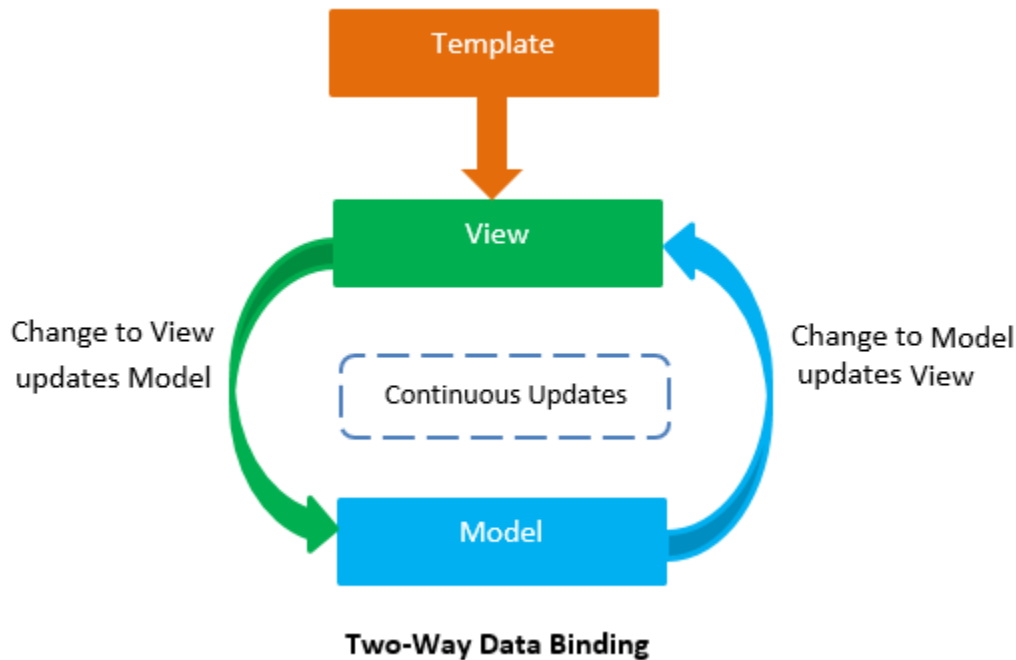 Template
View
Change to View
updates Model
Continuous Updates
Change to Model
updates View
Model
Two-Way Data Binding